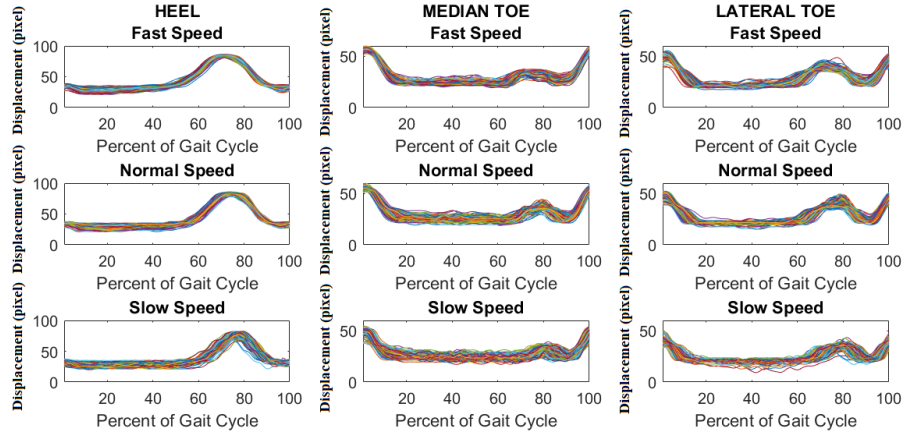 HEEL
Fast Speed
Displacement (pixel)
100
50
0
20 40 60 80 100
Percent of Gait Cycle
MEDIAN TOE
Fast Speed
Displacement (pixel)
50
0
20 40 60 80 100
Percent of Gait Cycle
LATERAL TOE
Fast Speed
Displacement (pixel)
50
0
20 40 60 80 100
Percent of Gait Cycle
Normal Speed
Displacement (pixel)
100
50
0
20 40 60 80 100
Percent of Gait Cycle
Normal Speed
Displacement (pixel)
50
0
20 40 60 80 100
Percent of Gait Cycle
Normal Speed
Displacement (pixel)
50
0
20 40 60 80 100
Percent of Gait Cycle
Slow Speed
Displacement (pixel)
100
50
0
20 40 60 80 100
Percent of Gait Cycle
Slow Speed
Displacement (pixel)
50
0
20 40 60 80 100
Percent of Gait Cycle
Slow Speed
Displacement (pixel)
50
0
20 40 60 80 100
Percent of Gait Cycle